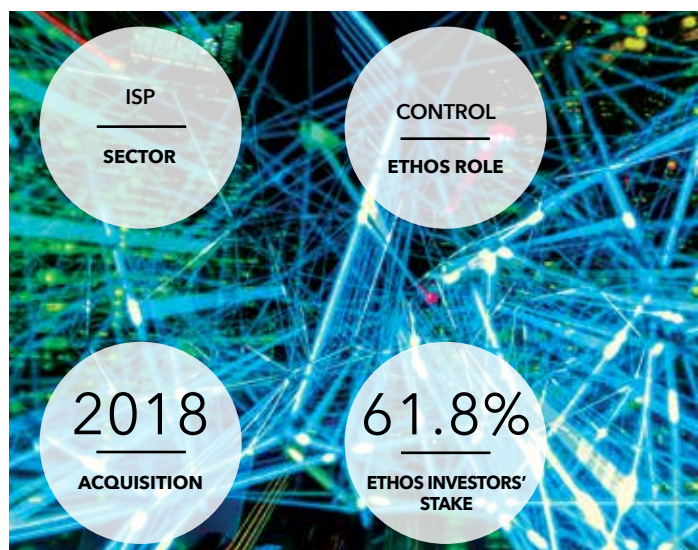 ISP
SECTOR
CONTROL
ETHOS ROLE
2018
ACQUISITION
61.8%
ETHOS INVESTORS’
STAKE